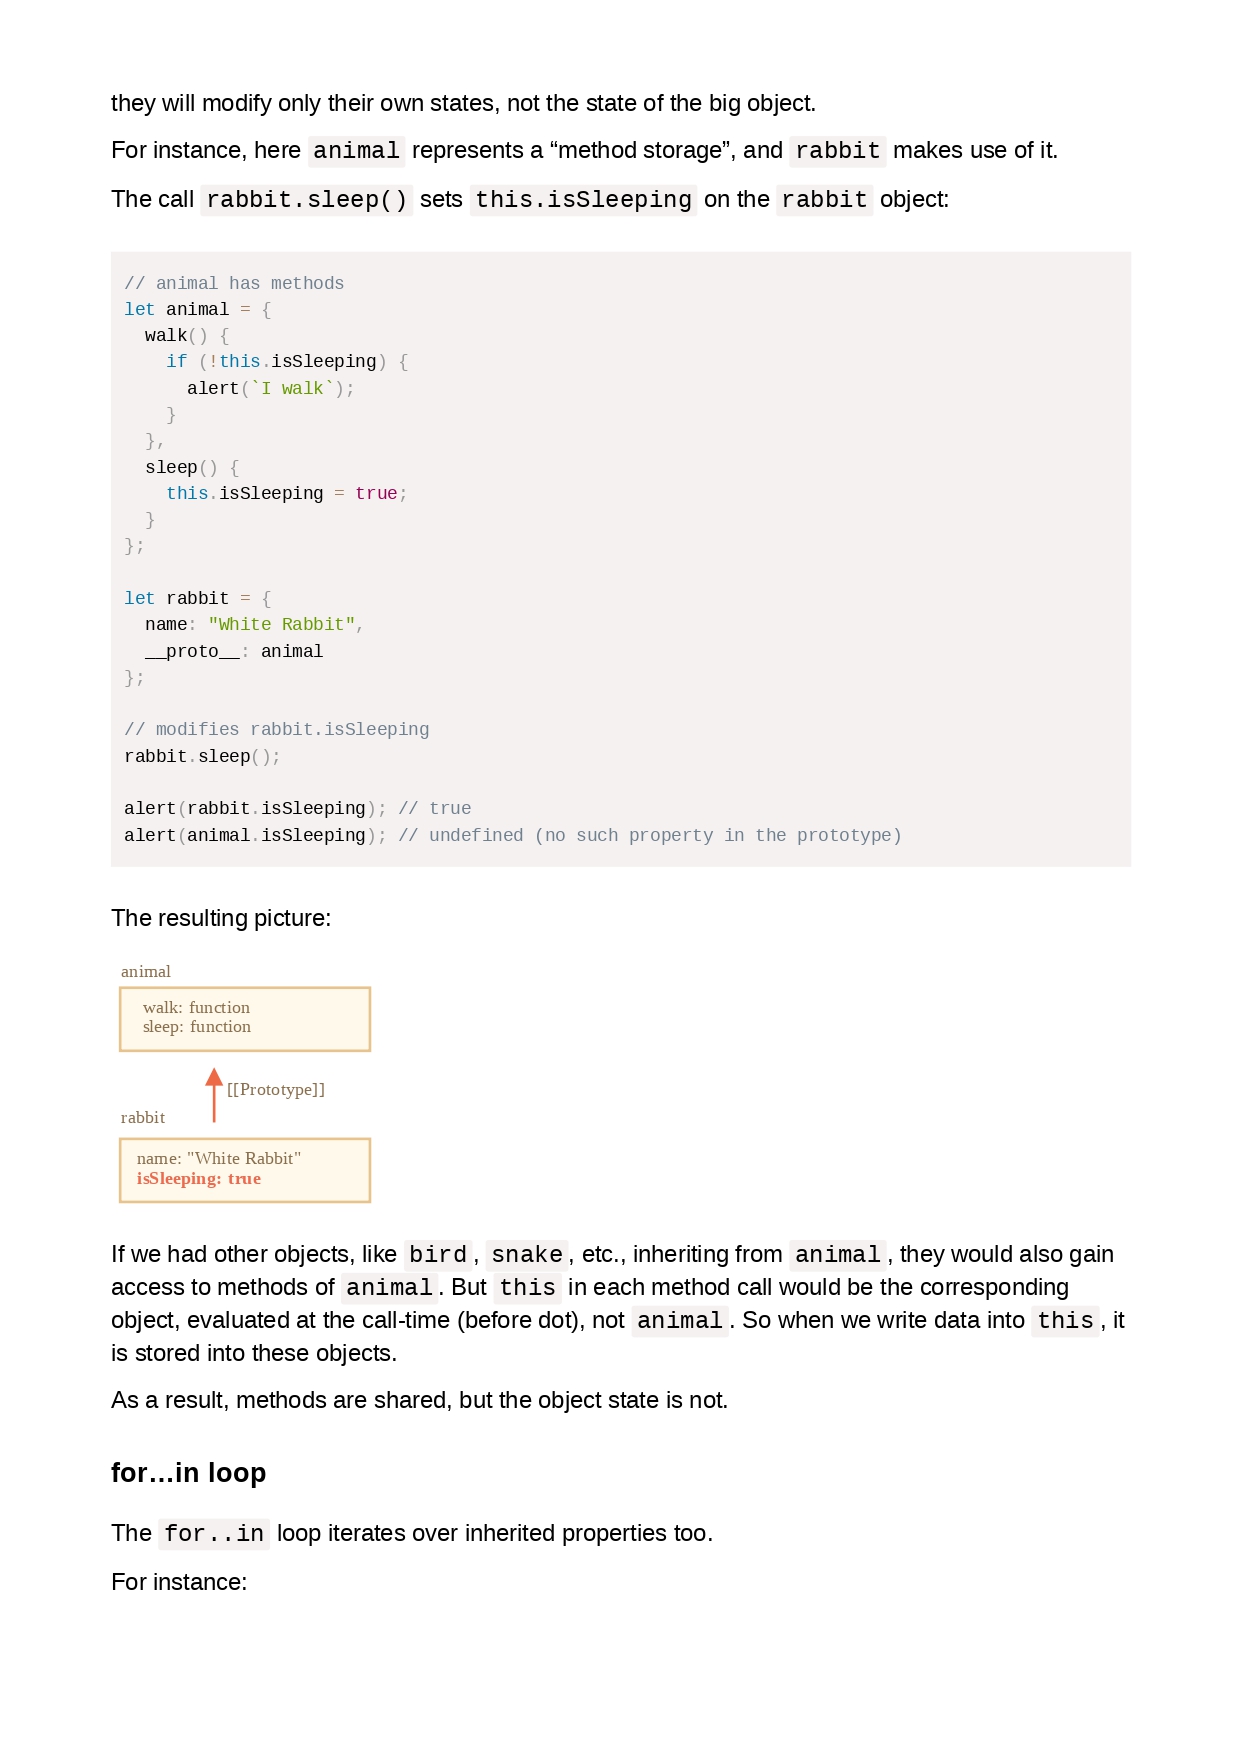 they will modify only their own states, not the state of the big object.
For instance, here animal represents a “method storage”, and rabbit makes use of it.
The call rabbit.sleep() sets this.isSleeping on the rabbit object:
// animal has methods
let animal = {
  walk() {
    if (!this.isSleeping) {
      alert(`I walk`);
    }
  },
  sleep() {
    this.isSleeping = true;
  }
};

let rabbit = {
  name: "White Rabbit",
  __proto__: animal
};

// modifies rabbit.isSleeping
rabbit.sleep();

alert(rabbit.isSleeping); // true
alert(animal.isSleeping); // undefined (no such property in the prototype)
The resulting picture:
animal
walk: function
sleep: function
[[Prototype]]
rabbit
name: "White Rabbit"
isSleeping: true
If we had other objects, like bird, snake, etc., inheriting from animal, they would also gain
access to methods of animal. But this in each method call would be the corresponding
object, evaluated at the call-time (before dot), not animal. So when we write data into this, it
is stored into these objects.
As a result, methods are shared, but the object state is not.
for…in loop
The for..in loop iterates over inherited properties too.
For instance: